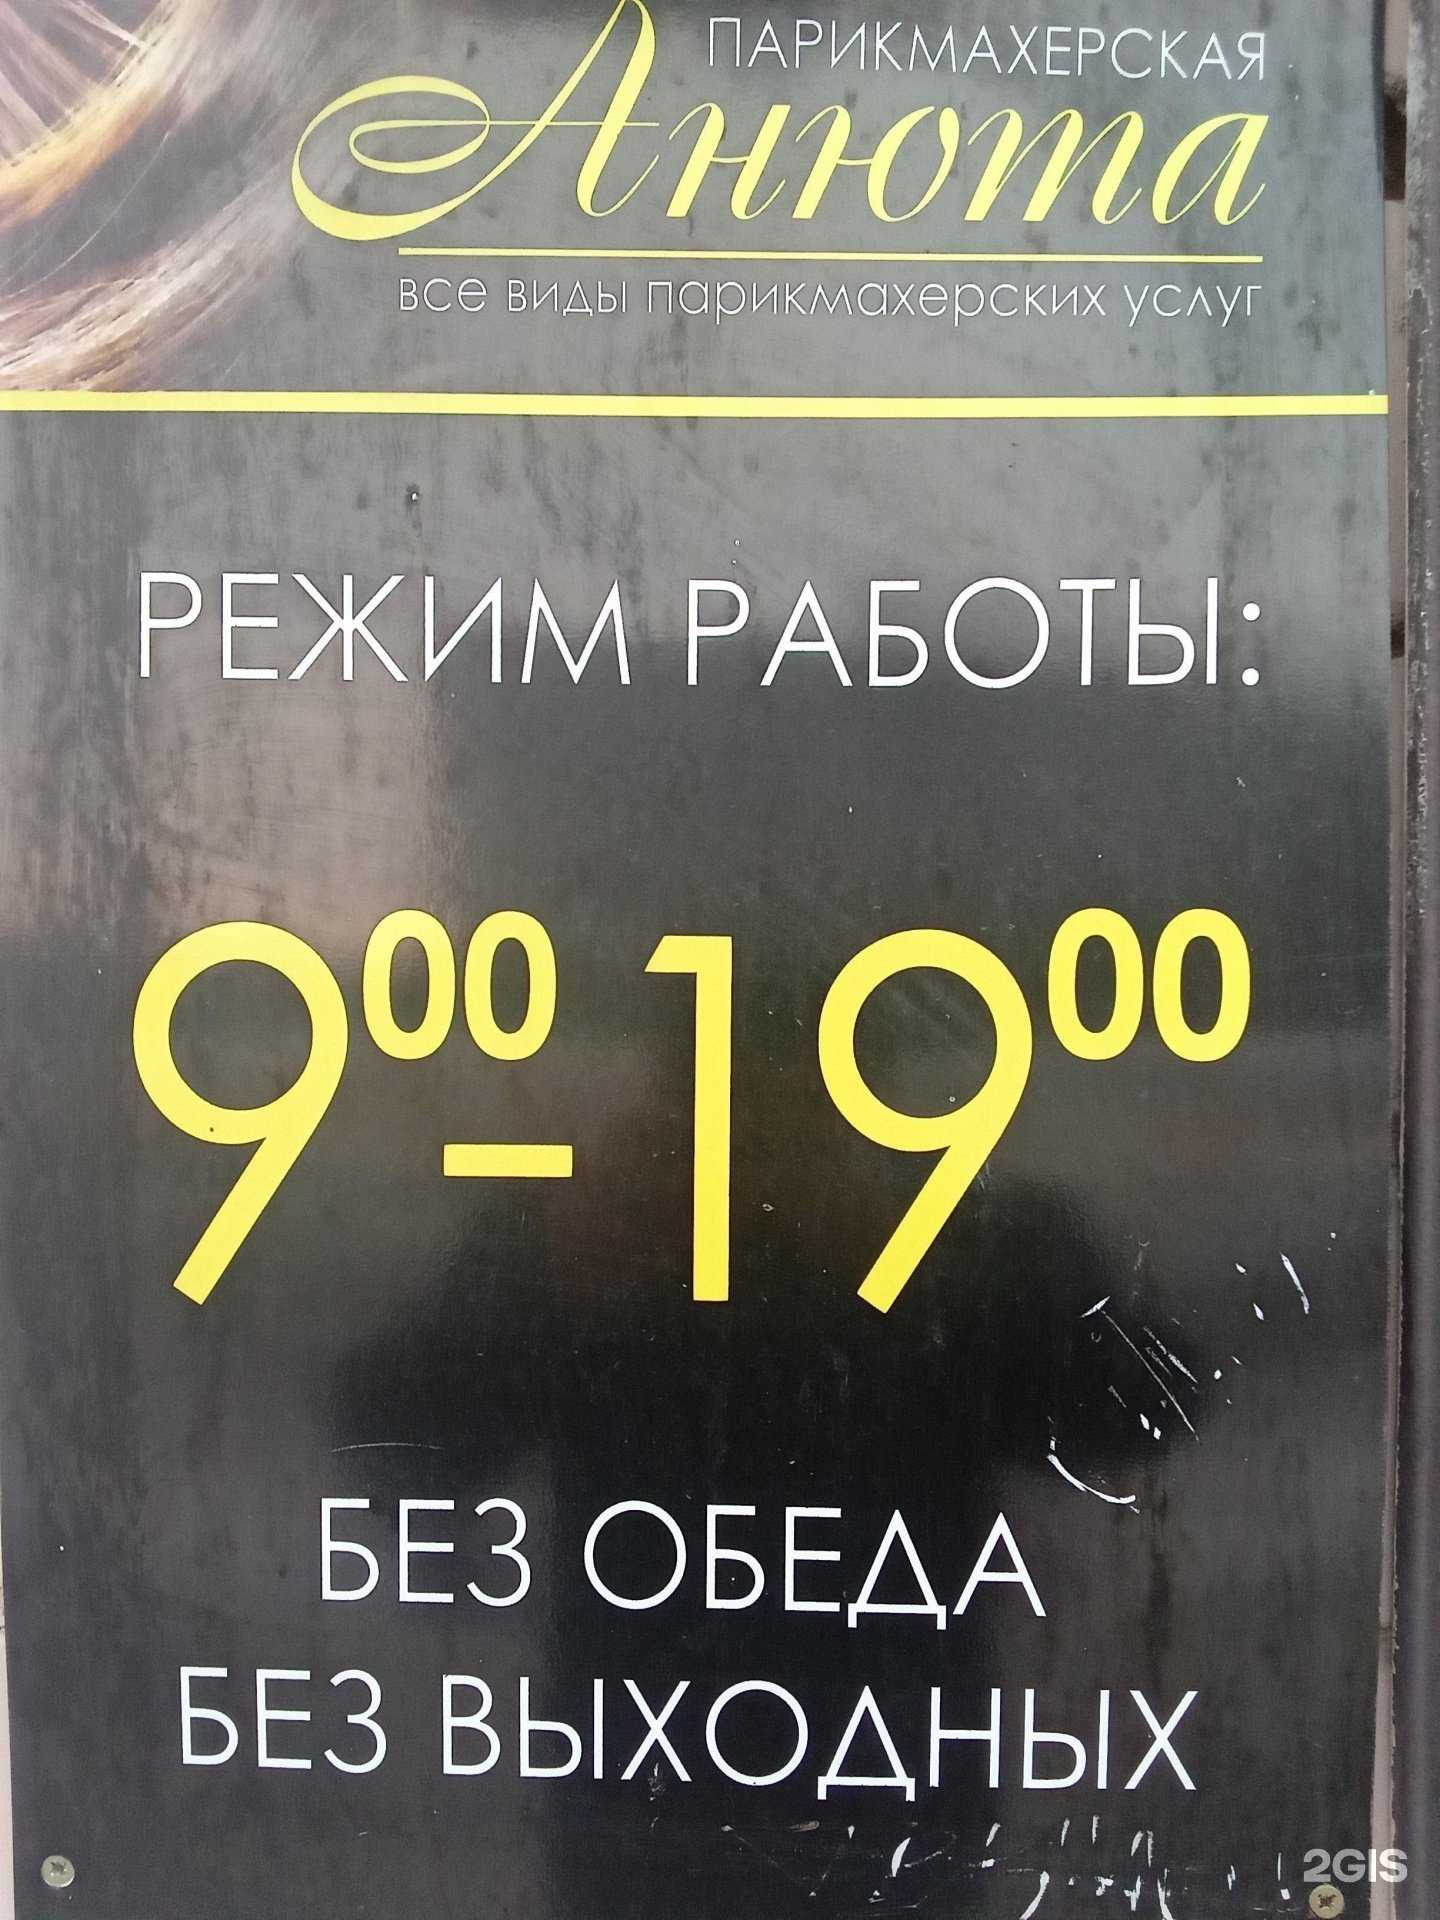 ПАРИКМАХЕРСКАЯ
Анюта
все виды парикмахерских услуг
РЕЖИМ РАБОТЫ:
9⁰⁰-19⁰⁰
БЕЗ ОБЕДА
БЕЗ ВЫХОДНЫХ
2GIS